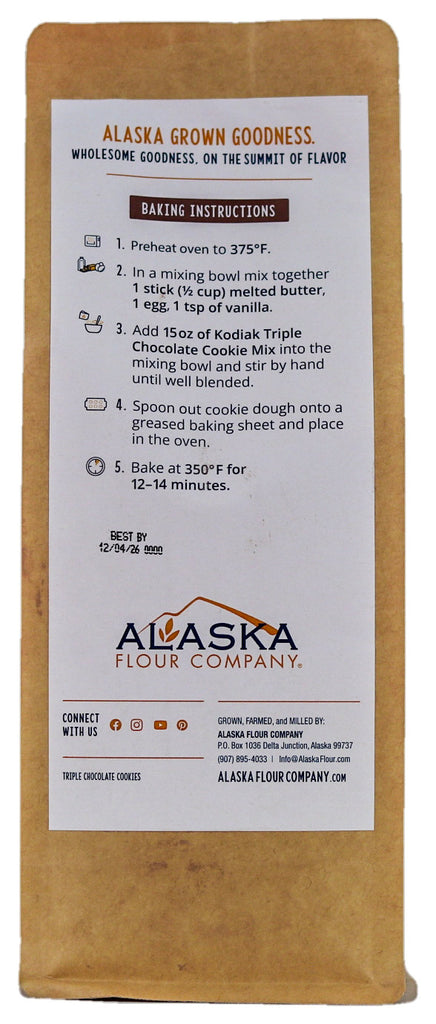 ALASKA GROWN GOODNESS.
WHOLESOME GOODNESS, ON THE SUMMIT OF FLAVOR
BAKING INSTRUCTIONS
1. Preheat oven to 375°F.
2. In a mixing bowl mix together
1 stick (½ cup) melted butter,
1 egg, 1 tsp of vanilla.
3. Add 15oz of Kodiak Triple
Chocolate Cookie Mix into the
mixing bowl and stir by hand
until well blended.
4. Spoon out cookie dough onto a
greased baking sheet and place
in the oven.
5. Bake at 350°F for
12–14 minutes.
BEST BY
12/04/26 0000
ALASKA
FLOUR COMPANY®
CONNECT
WITH US
TRIPLE CHOCOLATE COOKIES
GROWN, FARMED, and MILLED BY:
ALASKA FLOUR COMPANY
P.O. Box 1036 Delta Junction, Alaska 99737
(907) 895-4033 | Info@AlaskaFlour.com
ALASKAFLOURCOMPANY.COM